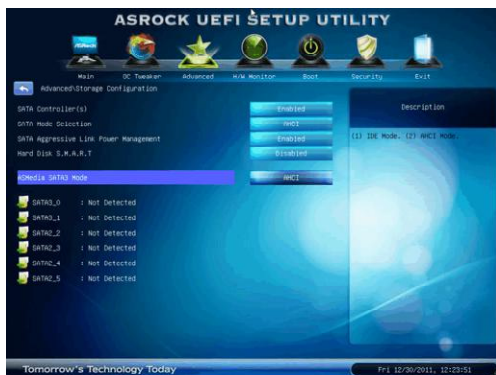 ASROCK UEFI SETUP UTILITY
ASRock
Main OC Tweaker Advanced H/W Monitor Boot Security Exit
Advanced\Storage Configuration
Description
SATA Controller(s) Enabled
SATA Mode Selection AHCI
(1) IDE Mode. (2) AHCI Mode.
SATA Aggressive Link Power Management Enabled
Hard Disk S.M.A.R.T Disabled
ASMedia SATA3 Mode AHCI
SATA3_0 : Not Detected
SATA3_1 : Not Detected
SATA2_2 : Not Detected
SATA2_3 : Not Detected
SATA2_4 : Not Detected
SATA2_5 : Not Detected
Tomorrow's Technology Today
Fri 12/30/2011, 12:23:51